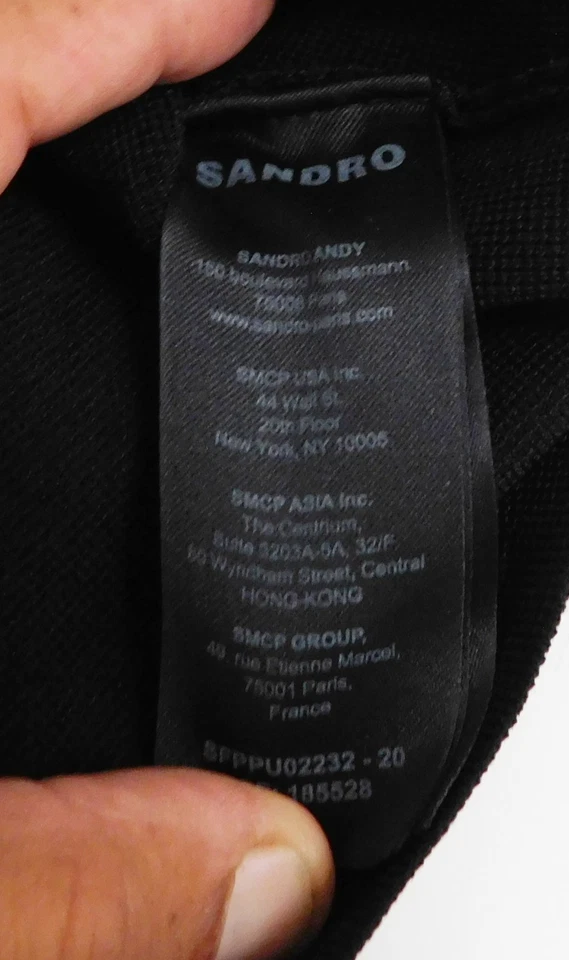 SANDRO
SANDRO ANDY
150 boulevard Haussmann
75008 Paris
www.sandro-paris.com
SMCP USA Inc.
44 Wall St.
20th Floor
New York, NY 10005
SMCP ASIA Inc.
The Centrium,
Suite 3203A-5A, 32/F
60 Wyndham Street, Central
HONG-KONG
SMCP GROUP,
49, rue Etienne Marcel,
75001 Paris,
France
SFPPU02232 - 20
185528